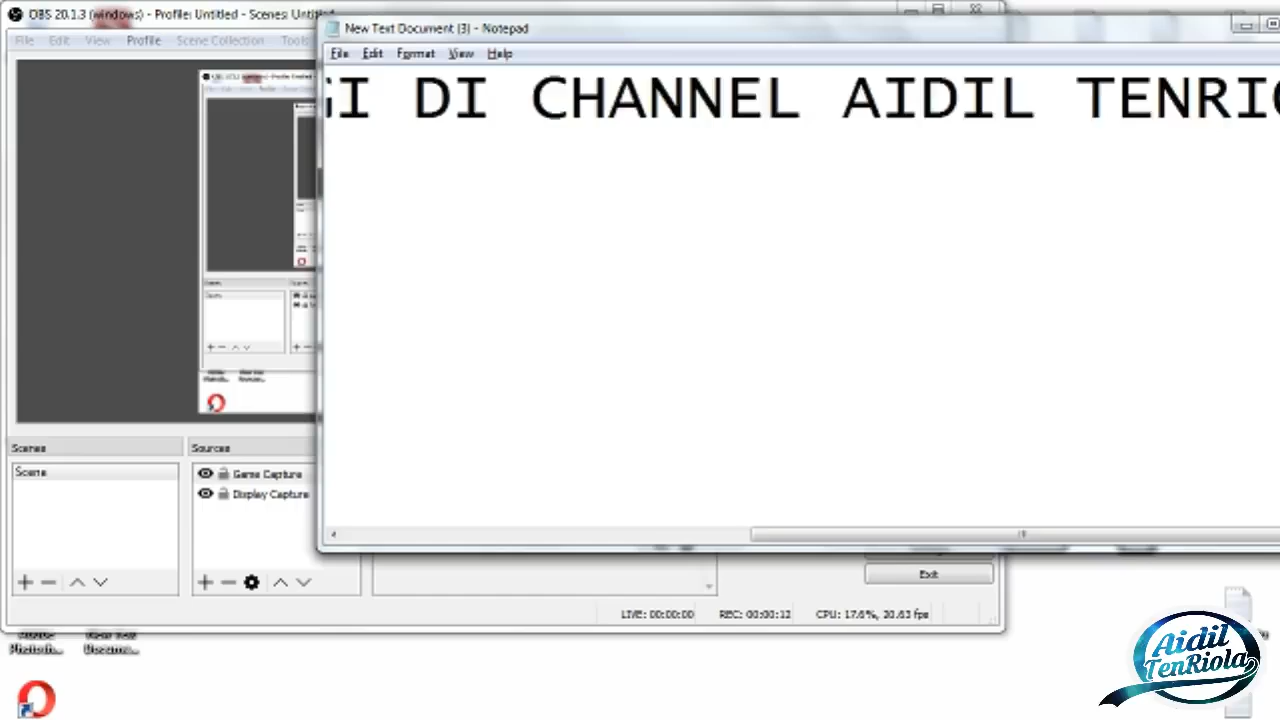 OBS 20.1.3 (windows) - Profile: Untitled - Scenes: Untitled
File Edit View Profile Scene Collection Tools
New Text Document (3) - Notepad
File Edit Format View Help
GI DI CHANNEL AIDIL TENRIO
Scenes
Sources
Scene
Game Capture
Display Capture
Exit
LIVE: 00:00:00 REC: 00:00:12 CPU: 17.6%, 20.63 fps
Aidil
TenRiola